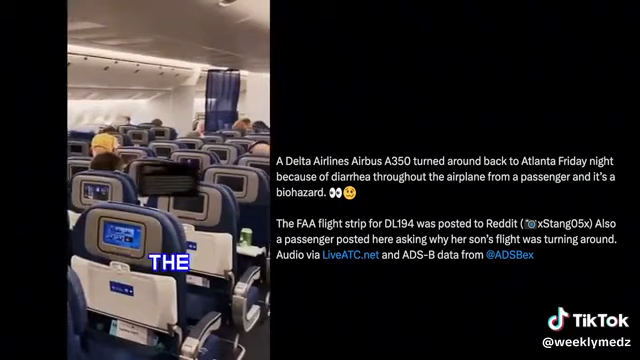 A Delta Airlines Airbus A350 turned around back to Atlanta Friday night
because of diarrhea throughout the airplane from a passenger and it's a
biohazard. 👀🤨
The FAA flight strip for DL194 was posted to Reddit (📷xStang05x) Also
a passenger posted here asking why her son's flight was turning around.
Audio via LiveATC.net and ADS-B data from @ADSBex
THE
TikTok
@weeklymedz